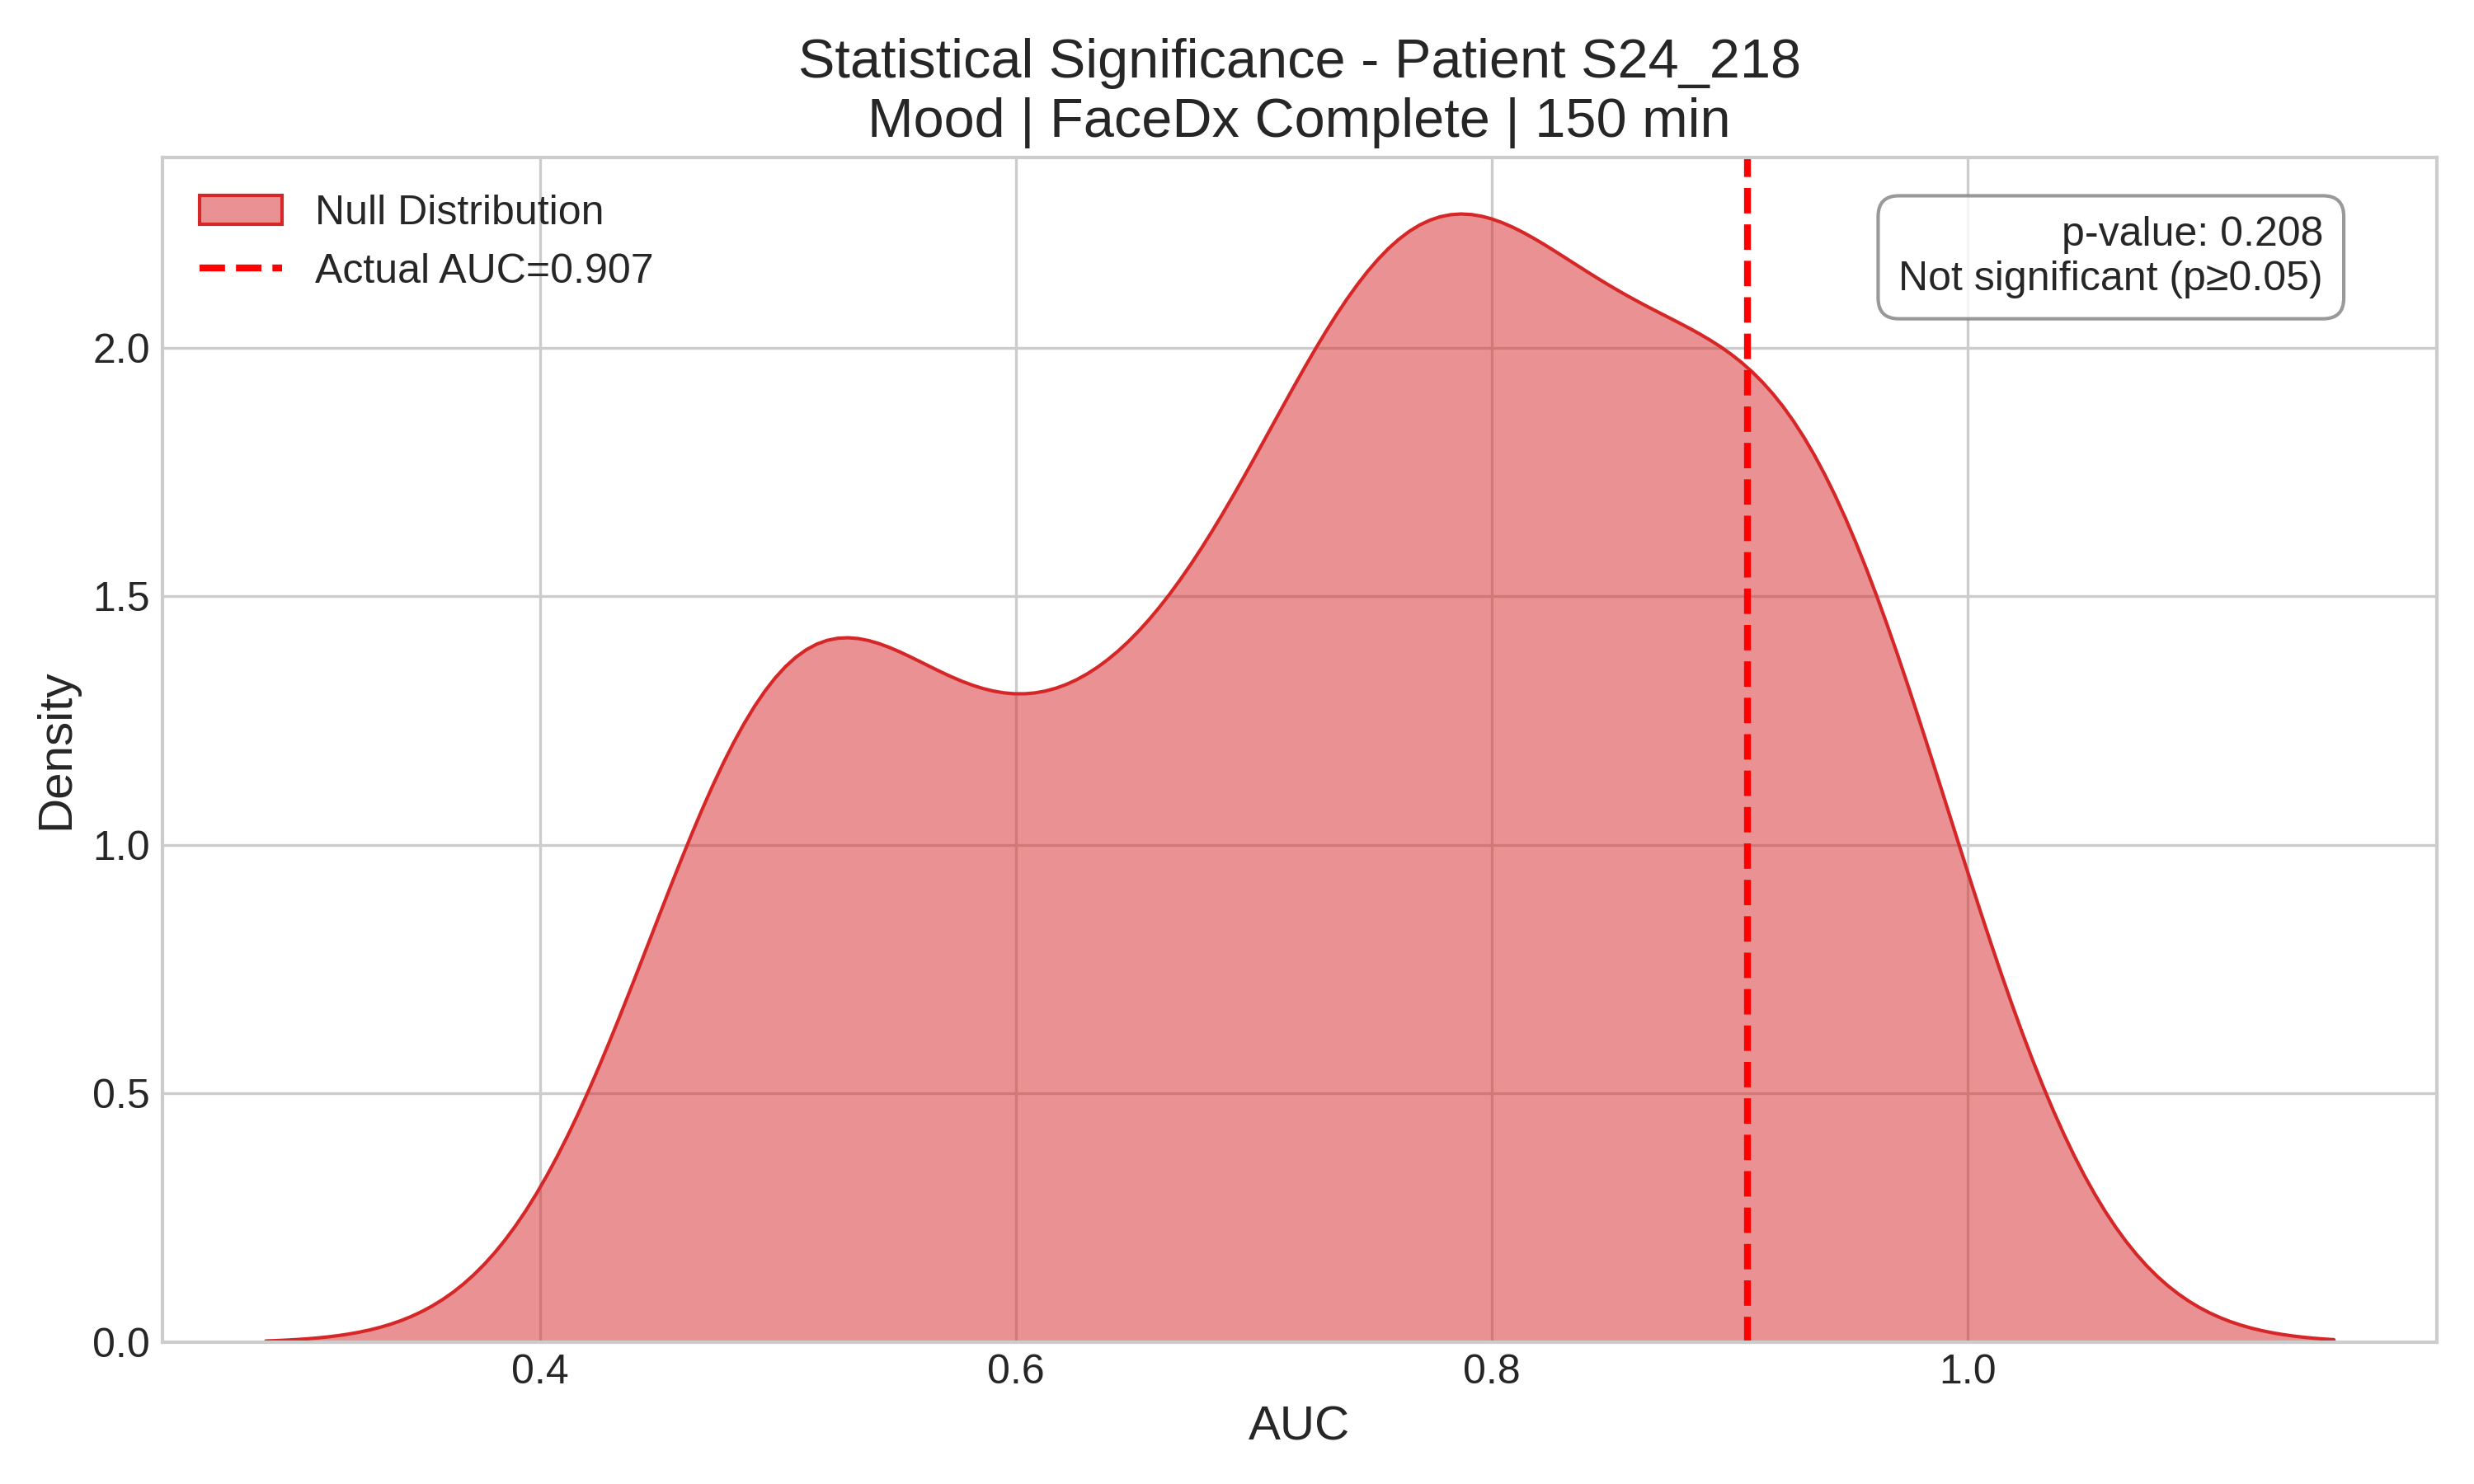 Statistical Significance - Patient S24_218
Mood | FaceDx Complete | 150 min
Null Distribution
Actual AUC=0.907
p-value: 0.208
Not significant (p≥0.05)
Density
2.0
1.5
1.0
0.5
0.0
0.4
0.6
0.8
1.0
AUC